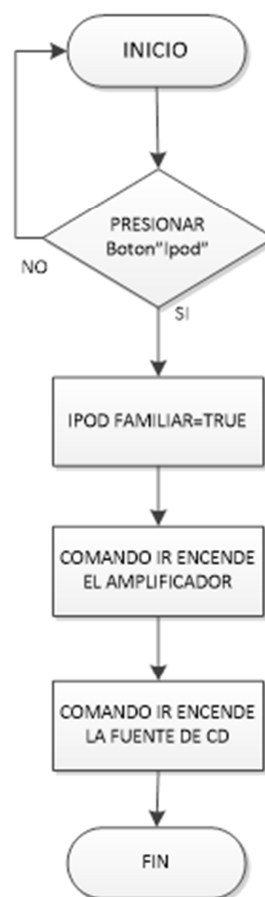 INICIO
PRESIONAR
Boton"Ipod"
NO
SI
IPOD FAMILIAR=TRUE
COMANDO IR ENCENDE
EL AMPLIFICADOR
COMANDO IR ENCENDE
LA FUENTE DE CD
FIN